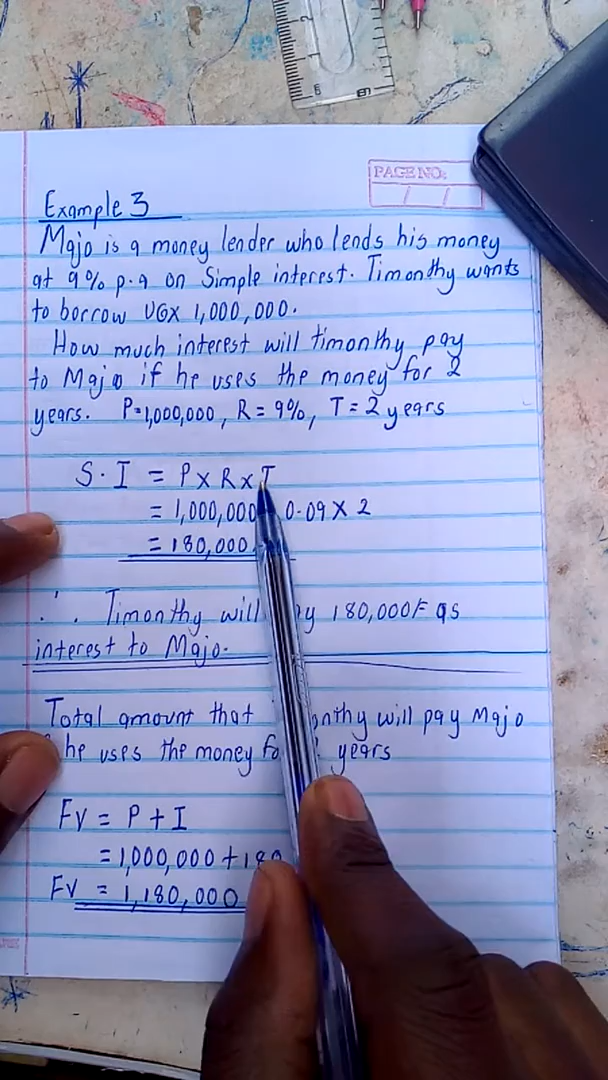 PAGE NO:
Example 3
Majo is a money lender who lends his money
at 9% p.a on Simple interest. Timonthy wants
to borrow UGX 1,000,000.
How much interest will timonthy pay
to Majo if he uses the money for 2
years. P=1,000,000, R = 9%, T = 2 years
S.I = P x R x T
= 1,000,000 0.09 x 2
= 180,000
∴ Timonthy will 180,000F as
interest to Majo.
Total amount that will pay Majo
he uses the money years
FV = P + I
= 1,000,000 + 180
FV = 1,180,000